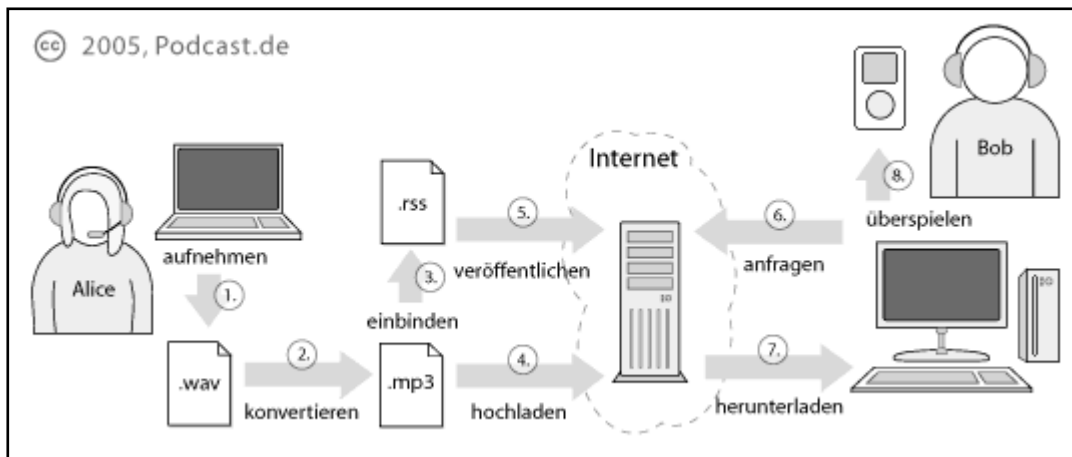 cc 2005, Podcast.de
Alice
aufnehmen
1.
.wav
2.
konvertieren
.mp3
3.
einbinden
.rss
4.
hochladen
5.
veröffentlichen
Internet
6.
anfragen
7.
herunterladen
8.
überspielen
Bob